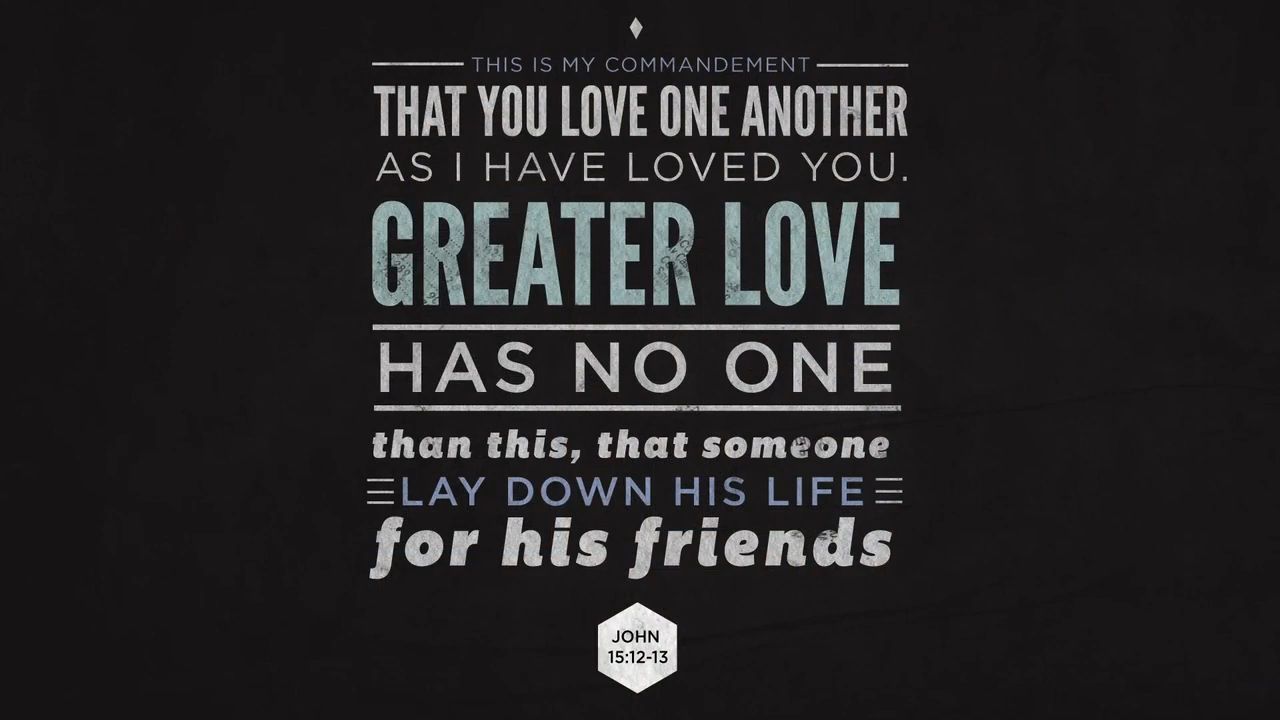 THIS IS MY COMMANDEMENT
THAT YOU LOVE ONE ANOTHER
AS I HAVE LOVED YOU.
GREATER LOVE
HAS NO ONE
than this, that someone
LAY DOWN HIS LIFE
for his friends
JOHN
15:12-13